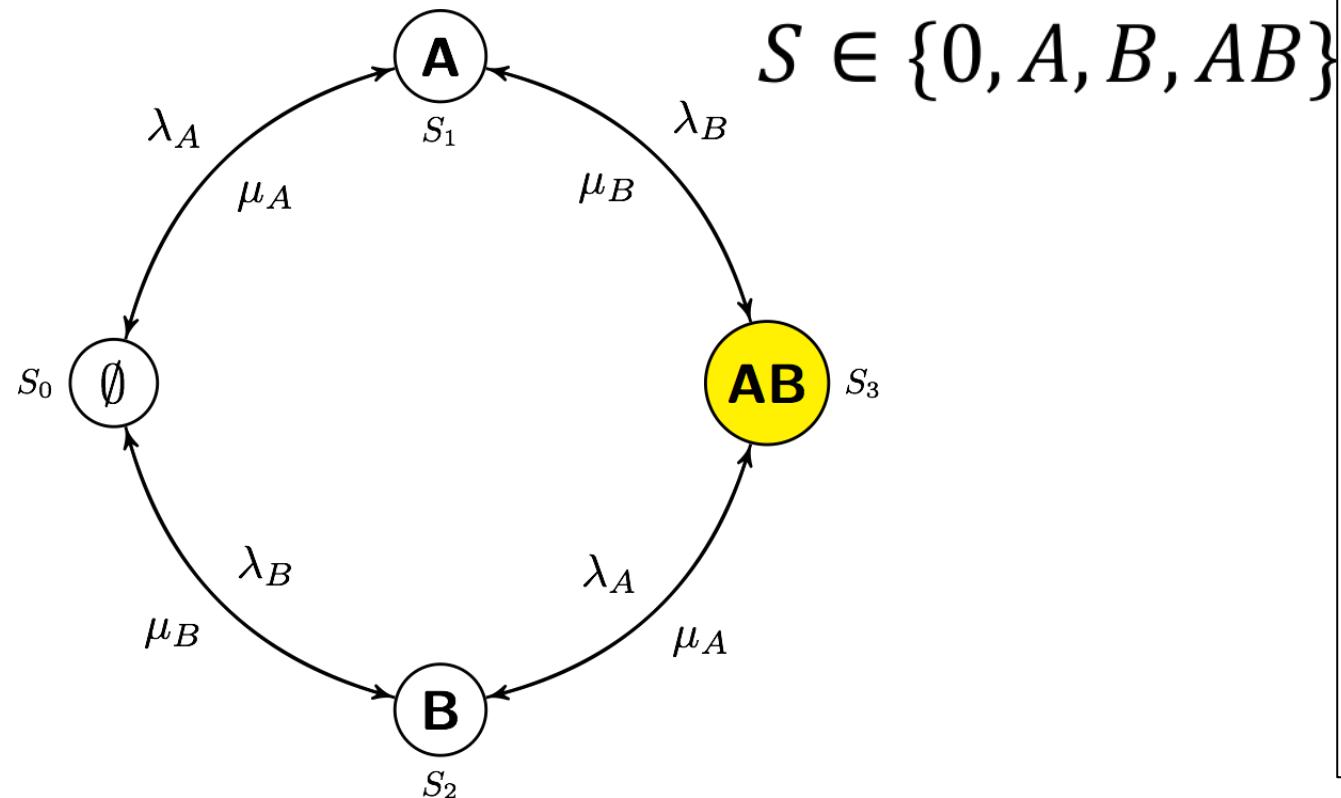 S ∈ {0, A, B, AB}
A
S₁
λ_A
μ_A
λ_B
μ_B
S₀
∅
AB
S₃
λ_B
μ_B
λ_A
μ_A
B
S₂